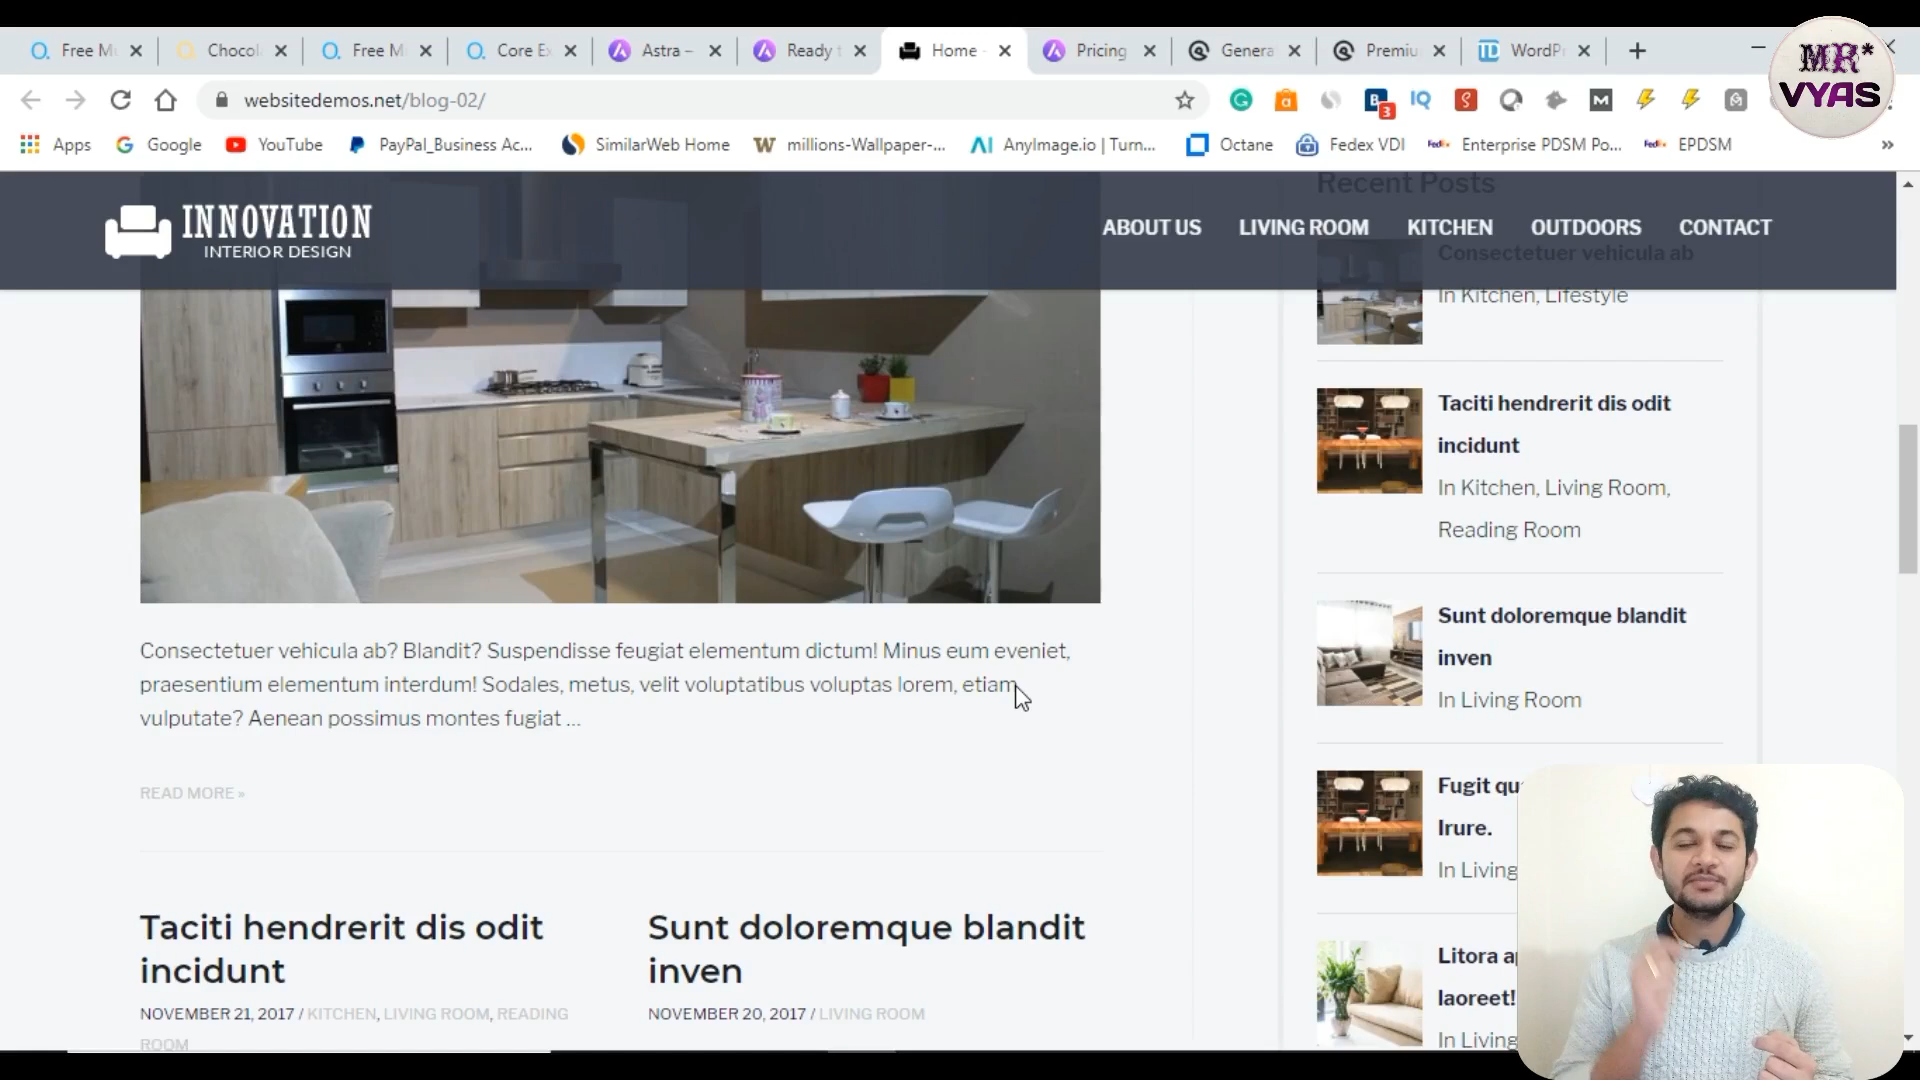 Free M
Chocol
Free M
Core Ex
Astra –
Ready t
Home -
Pricing
Genera
Premiu
WordPr
websitedemos.net/blog-02/
Apps
Google
YouTube
PayPal_Business Ac...
SimilarWeb Home
millions-Wallpaper-...
AnyImage.io | Turn...
Octane
Fedex VDI
Enterprise PDSM Po...
EPDSM
»
MR*
VYAS
INNOVATION
INTERIOR DESIGN
ABOUT US
LIVING ROOM
KITCHEN
OUTDOORS
CONTACT
Consectetuer vehicula ab? Blandit? Suspendisse feugiat elementum dictum! Minus eum eveniet,
praesentium elementum interdum! Sodales, metus, velit voluptatibus voluptas lorem, etiam
vulputate? Aenean possimus montes fugiat ...
READ MORE »
Taciti hendrerit dis odit
incidunt
NOVEMBER 21, 2017 / KITCHEN, LIVING ROOM, READING
ROOM
Sunt doloremque blandit
inven
NOVEMBER 20, 2017 / LIVING ROOM
Recent Posts
Consectetuer vehicula ab
In Kitchen, Lifestyle
Taciti hendrerit dis odit
incidunt
In Kitchen, Living Room,
Reading Room
Sunt doloremque blandit
inven
In Living Room
Fugit qu
Irure.
In Living
Litora a
laoreet!
In Living